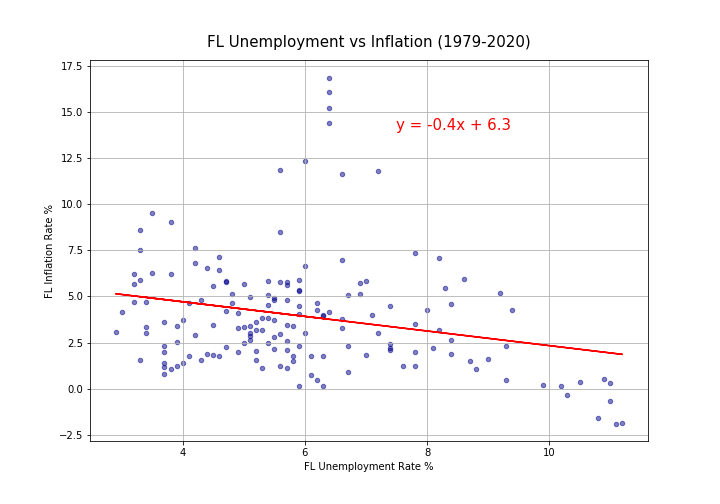 FL Unemployment vs Inflation (1979-2020)
17.5
15.0
y = -0.4x + 6.3
12.5
10.0
7.5
5.0
2.5
0.0
−2.5
FL Inflation Rate %
4 6 8 10
FL Unemployment Rate %